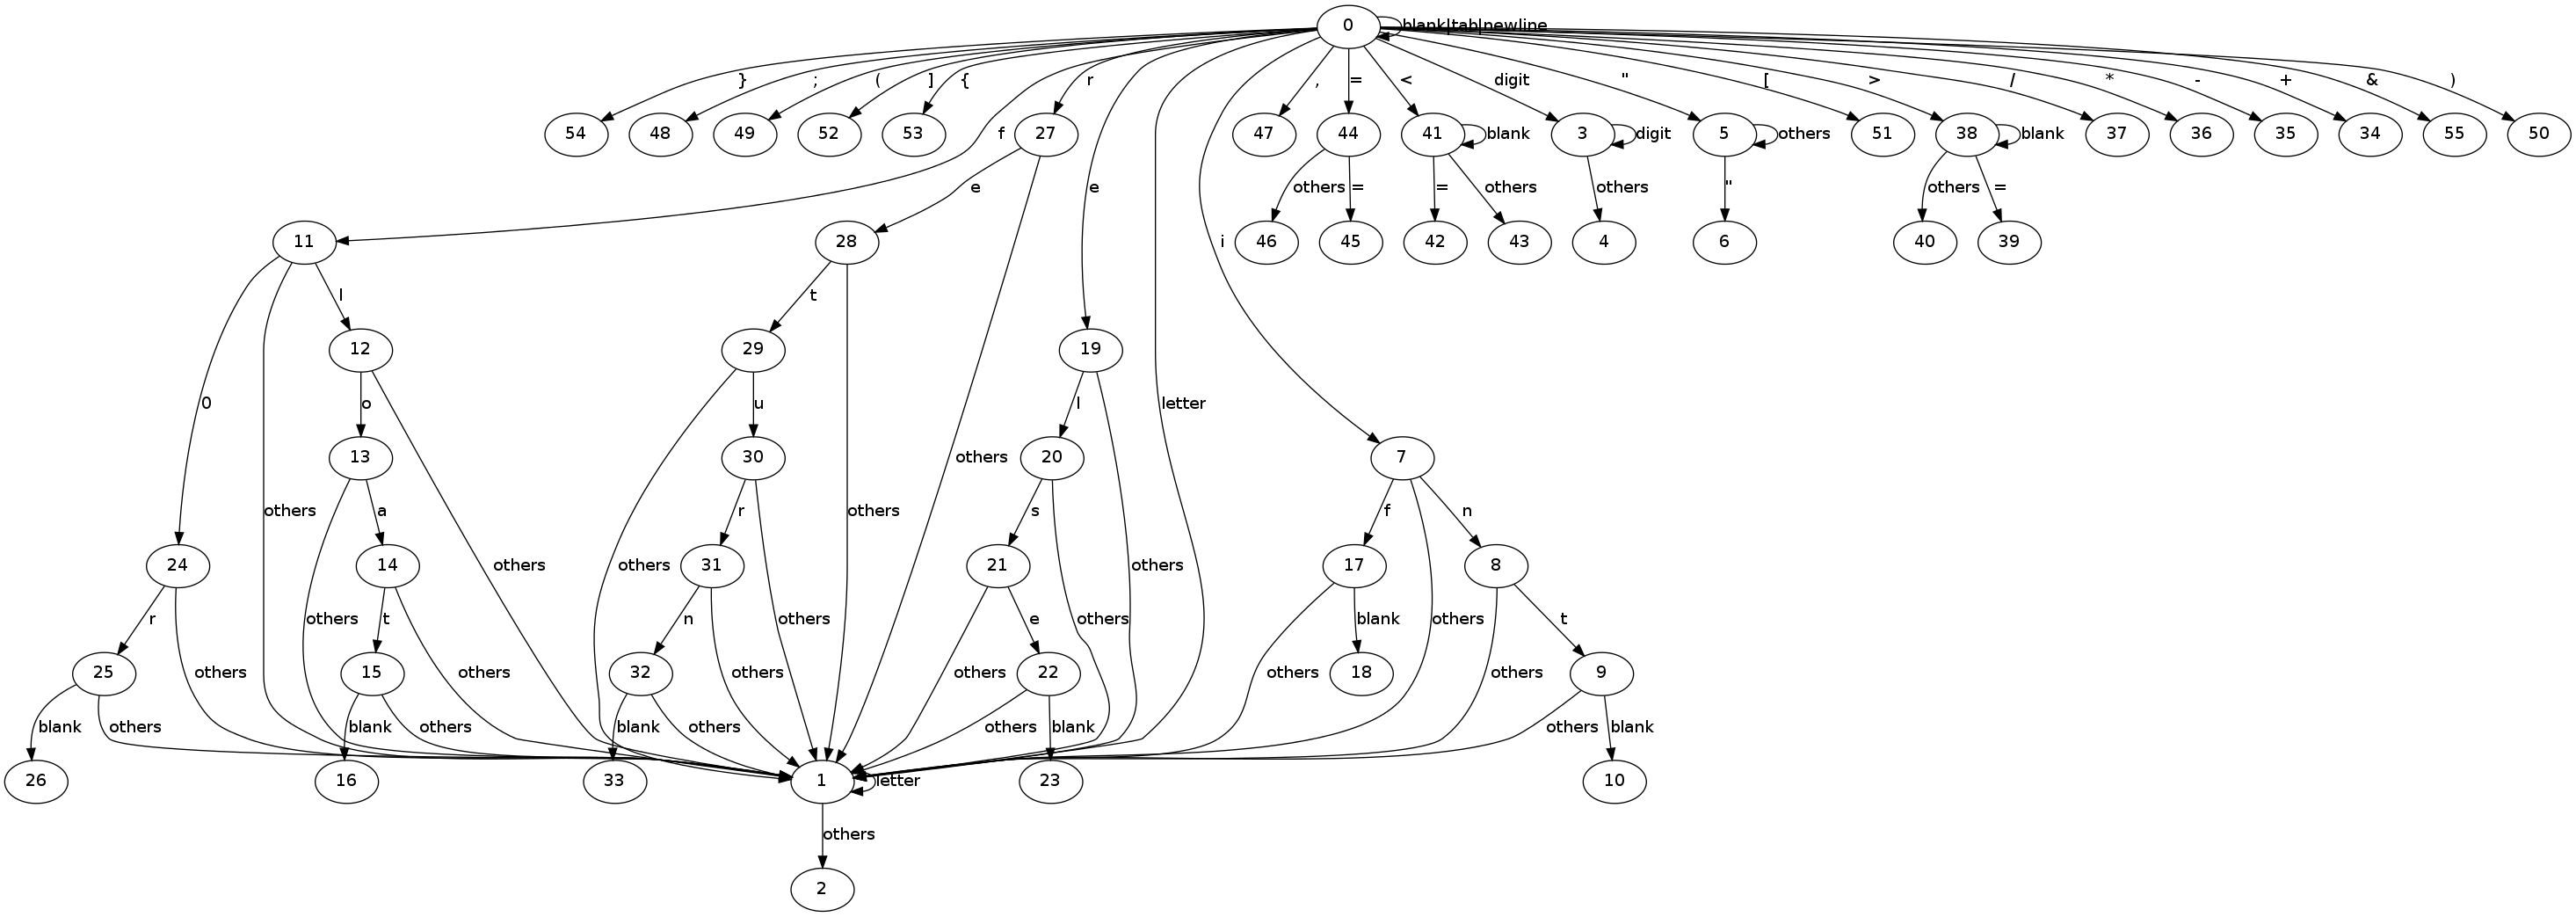 0
blank|tab|newline
} ; ( ] { r , = < digit " [ > / * - + & )
54 48 49 52 53 f 27 47 44 41 blank 3 digit 5 others 51 38 blank 37 36 35 34 55 50
e e others = = others others " others =
11 28 i 46 45 42 43 4 6 40 39
l t
12 29 19
0 o u l letter
13 30 others 20 7
others a others r others s f n
24 14 others 31 21 others 17 8
r others t others n others e others blank others t
25 others 15 others 32 others 22 others 18 others 9
blank others blank others blank others others blank others blank
26 16 33 1 letter 23 10
others
2